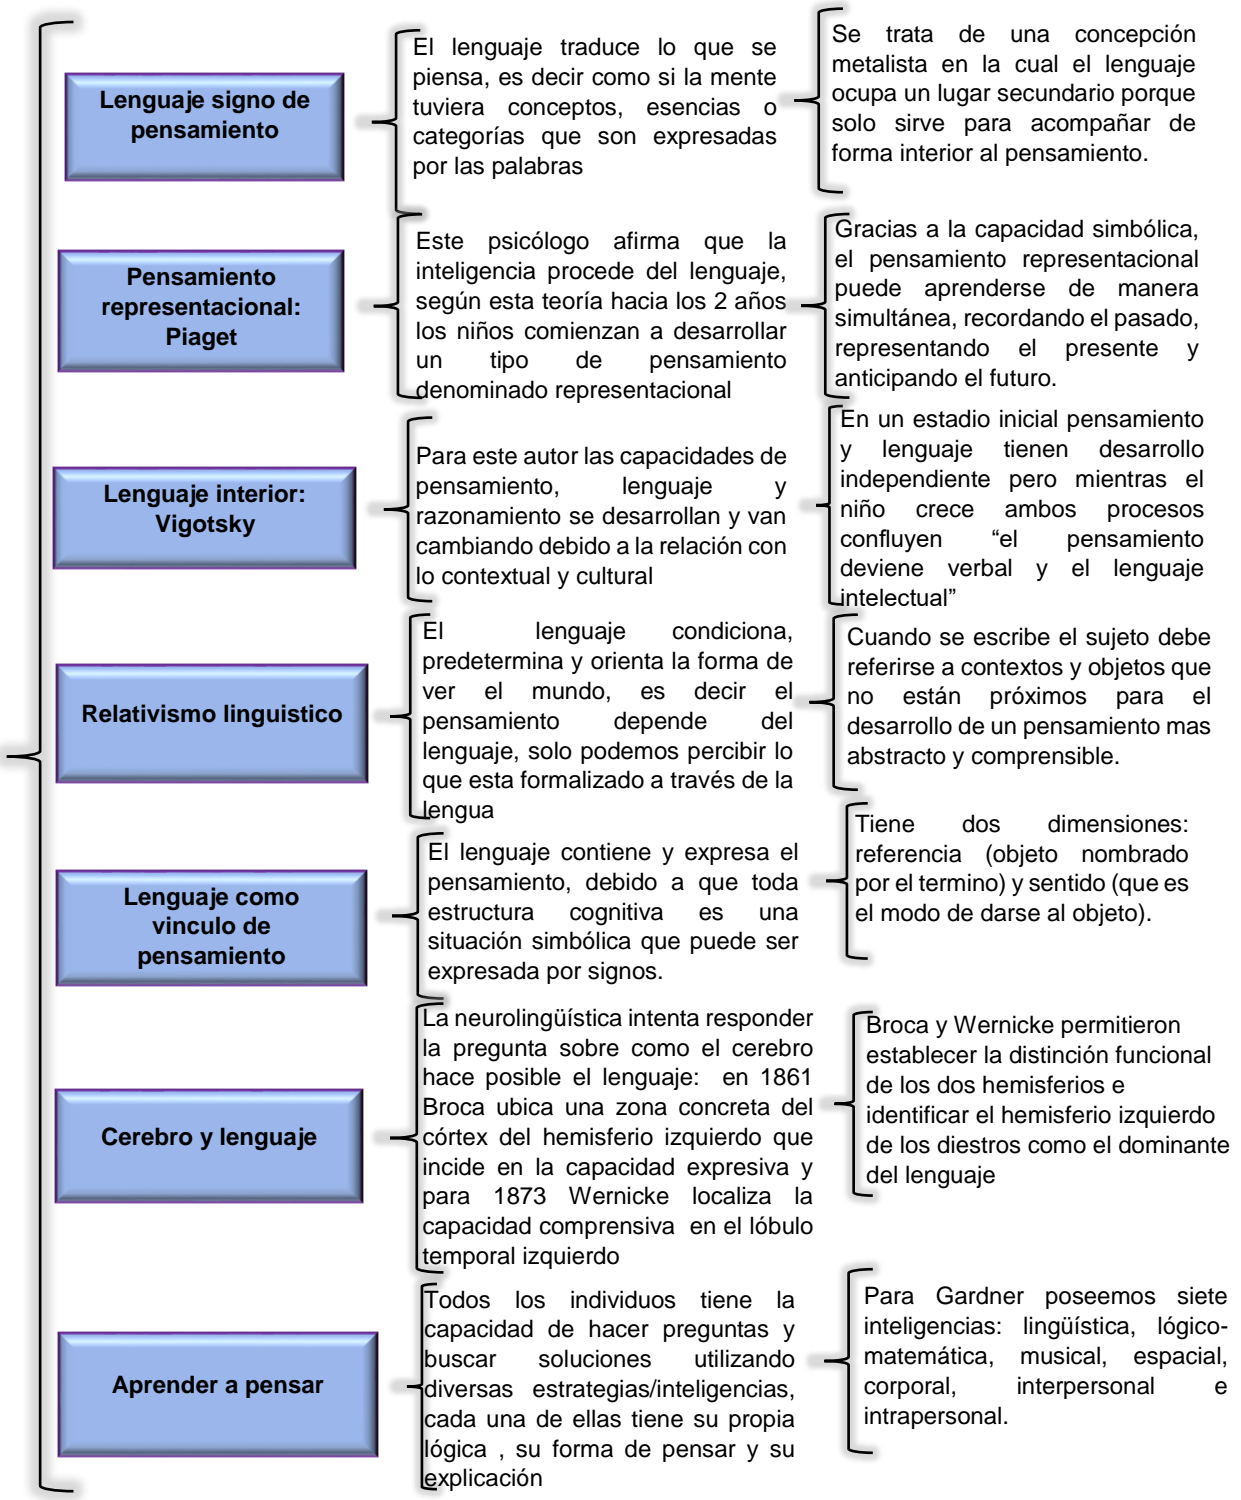 Lenguaje signo de
pensamiento
El lenguaje traduce lo que se
piensa, es decir como si la mente
tuviera conceptos, esencias o
categorías que son expresadas
por las palabras
Se trata de una concepción
metalista en la cual el lenguaje
ocupa un lugar secundario porque
solo sirve para acompañar de
forma interior al pensamiento.
Pensamiento
representacional:
Piaget
Este psicólogo afirma que la
inteligencia procede del lenguaje,
según esta teoría hacia los 2 años
los niños comienzan a desarrollar
un tipo de pensamiento
denominado representacional
Gracias a la capacidad simbólica,
el pensamiento representacional
puede aprenderse de manera
simultánea, recordando el pasado,
representando el presente y
anticipando el futuro.
Lenguaje interior:
Vigotsky
Para este autor las capacidades de
pensamiento, lenguaje y
razonamiento se desarrollan y van
cambiando debido a la relación con
lo contextual y cultural
En un estadio inicial pensamiento
y lenguaje tienen desarrollo
independiente pero mientras el
niño crece ambos procesos
confluyen “el pensamiento
deviene verbal y el lenguaje
intelectual”
Relativismo linguistico
El lenguaje condiciona,
predetermina y orienta la forma de
ver el mundo, es decir el
pensamiento depende del
lenguaje, solo podemos percibir lo
que esta formalizado a través de la
lengua
Cuando se escribe el sujeto debe
referirse a contextos y objetos que
no están próximos para el
desarrollo de un pensamiento mas
abstracto y comprensible.
Lenguaje como
vinculo de
pensamiento
El lenguaje contiene y expresa el
pensamiento, debido a que toda
estructura cognitiva es una
situación simbólica que puede ser
expresada por signos.
Tiene dos dimensiones:
referencia (objeto nombrado
por el termino) y sentido (que es
el modo de darse al objeto).
Cerebro y lenguaje
La neurolingüística intenta responder
la pregunta sobre como el cerebro
hace posible el lenguaje: en 1861
Broca ubica una zona concreta del
córtex del hemisferio izquierdo que
incide en la capacidad expresiva y
para 1873 Wernicke localiza la
capacidad comprensiva en el lóbulo
temporal izquierdo
Broca y Wernicke permitieron
establecer la distinción funcional
de los dos hemisferios e
identificar el hemisferio izquierdo
de los diestros como el dominante
del lenguaje
Aprender a pensar
Todos los individuos tiene la
capacidad de hacer preguntas y
buscar soluciones utilizando
diversas estrategias/inteligencias,
cada una de ellas tiene su propia
lógica , su forma de pensar y su
explicación
Para Gardner poseemos siete
inteligencias: lingüística, lógico-
matemática, musical, espacial,
corporal, interpersonal e
intrapersonal.